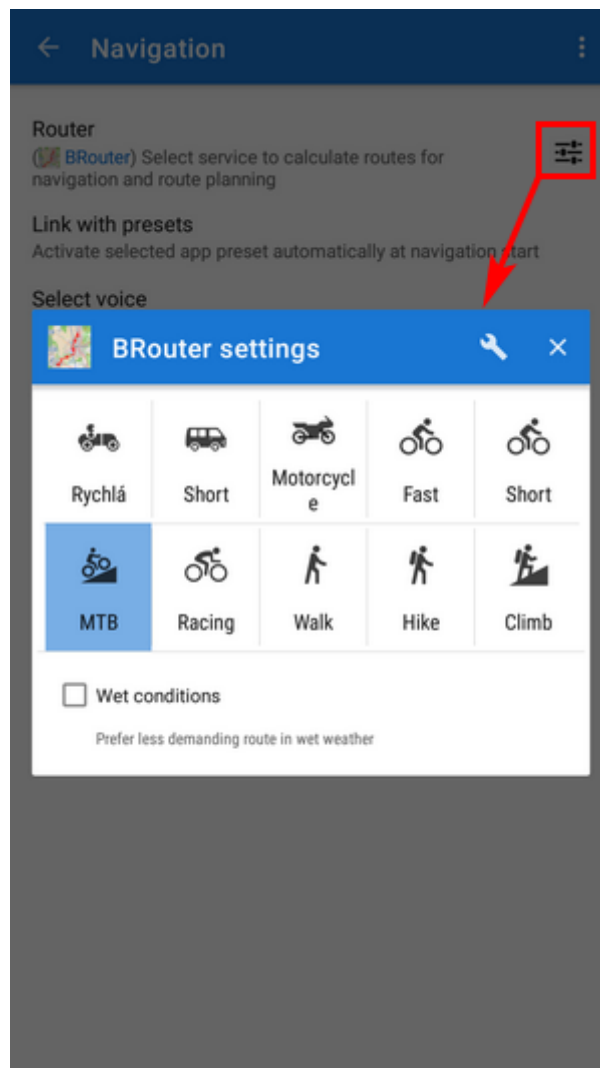 Navigation
Router
(BRouter) Select service to calculate routes for
navigation and route planning
Link with presets
Activate selected app preset automatically at navigation start
Select voice
BRouter settings
Rychlá
Short
Motorcycl
e
Fast
Short
MTB
Racing
Walk
Hike
Climb
Wet conditions
Prefer less demanding route in wet weather